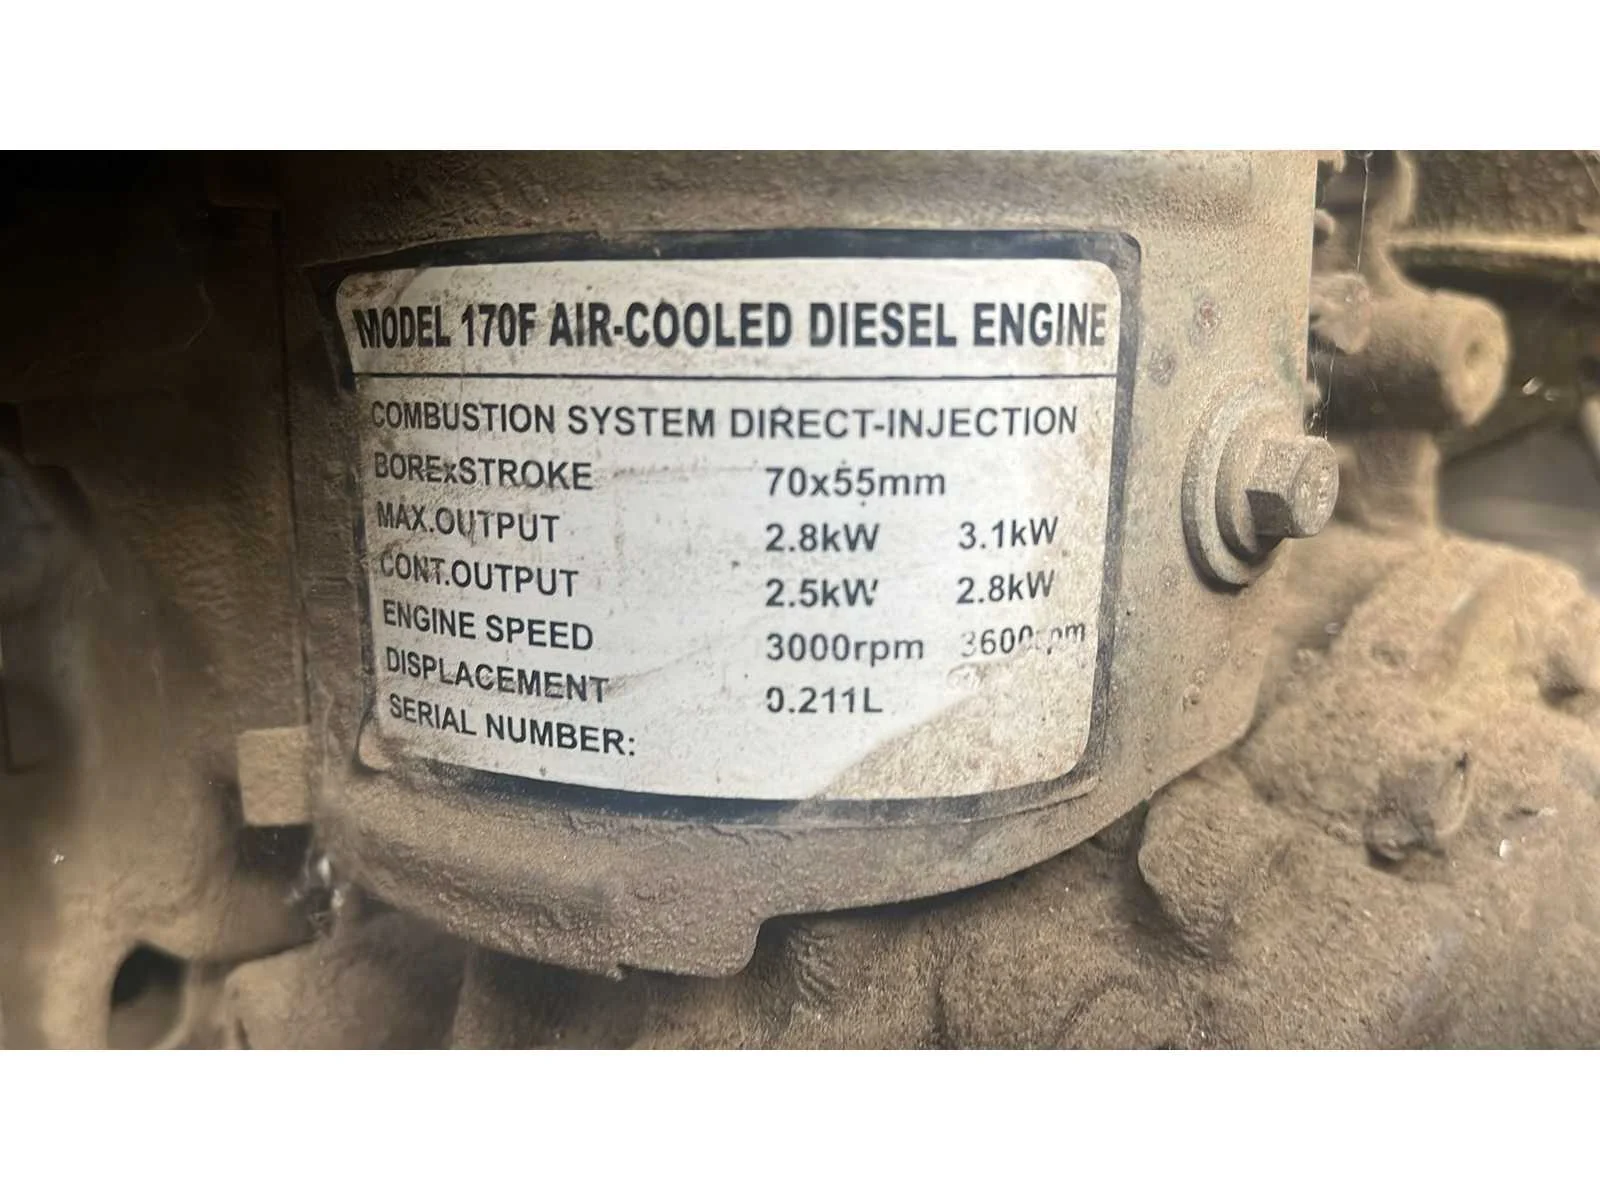 MODEL 170F AIR-COOLED DIESEL ENGINE
COMBUSTION SYSTEM DIRECT-INJECTION
BORExSTROKE 70x55mm
MAX.OUTPUT 2.8kW 3.1kW
CONT.OUTPUT 2.5kW 2.8kW
ENGINE SPEED 3000rpm 3600rpm
DISPLACEMENT 0.211L
SERIAL NUMBER: